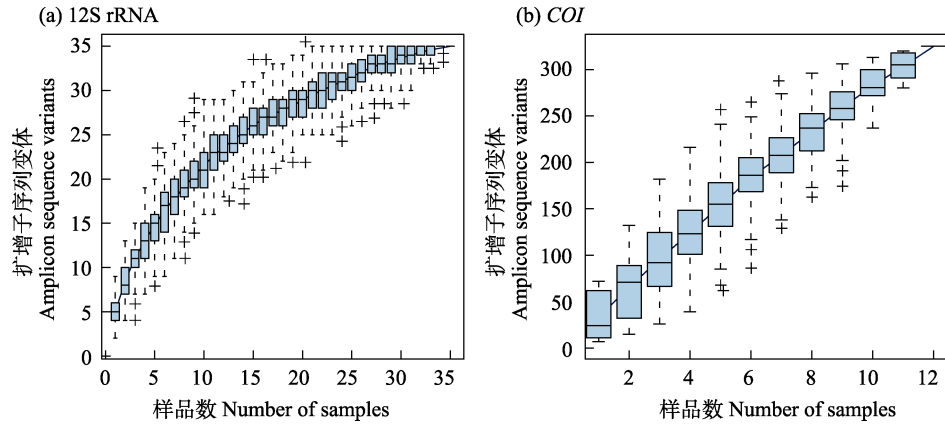 (a) 12S rRNA
35
30
25
20
15
10
5
0
扩增子序列变体
Amplicon sequence variants
0 5 10 15 20 25 30 35
样品数 Number of samples
(b) COI
300
250
200
150
100
50
0
扩增子序列变体
Amplicon sequence variants
2 4 6 8 10 12
样品数 Number of samples